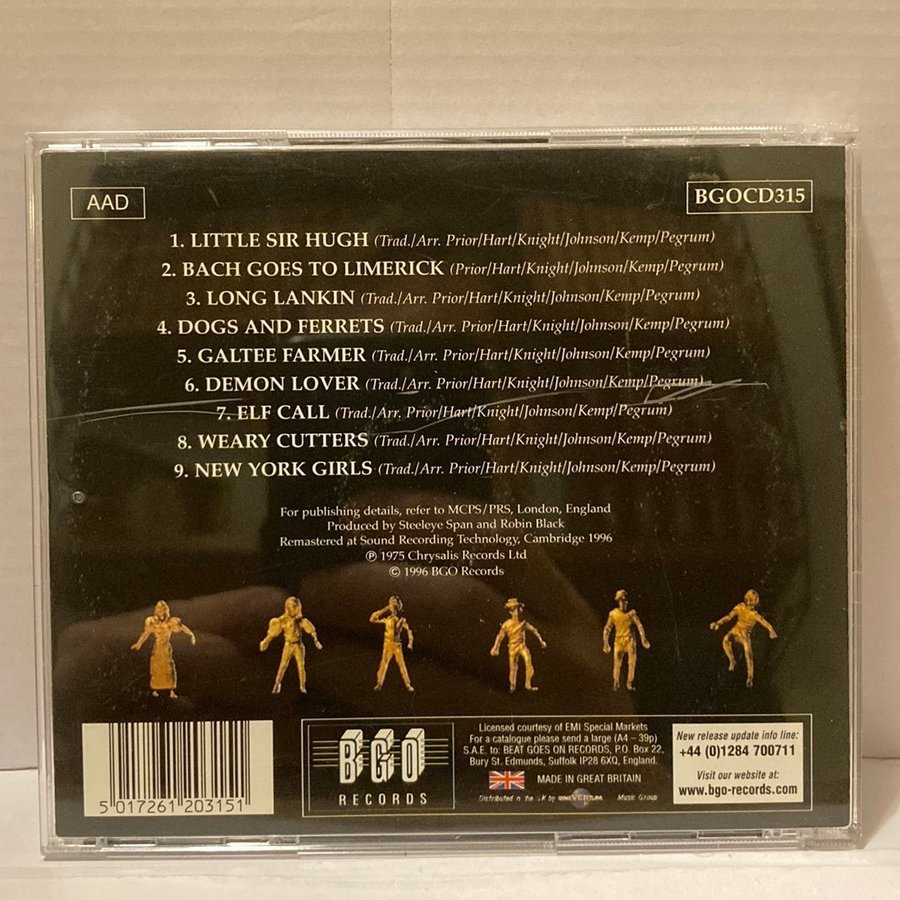 AAD
BGOCD315
1. LITTLE SIR HUGH (Trad./Arr. Prior/Hart/Knight/Johnson/Kemp/Pegrum)
2. BACH GOES TO LIMERICK (Prior/Hart/Knight/Johnson/Kemp/Pegrum)
3. LONG LANKIN (Trad./Arr. Prior/Hart/Knight/Johnson/Kemp/Pegrum)
4. DOGS AND FERRETS (Trad./Arr. Prior/Hart/Knight/Johnson/Kemp/Pegrum)
5. GALTEE FARMER (Trad./Arr. Prior/Hart/Knight/Johnson/Kemp/Pegrum)
6. DEMON LOVER (Trad./Arr. Prior/Hart/Knight/Johnson/Kemp/Pegrum)
7. ELF CALL (Trad./Arr. Prior/Hart/Knight/Johnson/Kemp/Pegrum)
8. WEARY CUTTERS (Trad./Arr. Prior/Hart/Knight/Johnson/Kemp/Pegrum)
9. NEW YORK GIRLS (Trad./Arr. Prior/Hart/Knight/Johnson/Kemp/Pegrum)
For publishing details, refer to MCPS/PRS, London, England
Produced by Steeleye Span and Robin Black
Remastered at Sound Recording Technology, Cambridge 1996
℗ 1975 Chrysalis Records Ltd
© 1996 BGO Records
5 017261 203151
BGO
RECORDS
Licensed courtesy of EMI Special Markets
For a catalogue please send a large (A4 – 39p)
S.A.E. to: BEAT GOES ON RECORDS, P.O. Box 22,
Bury St. Edmunds, Suffolk IP28 6XQ, England.
MADE IN GREAT BRITAIN
Distributed in the UK by Music Group
New release update info line:
+44 (0)1284 700711
Visit our website at:
www.bgo-records.com